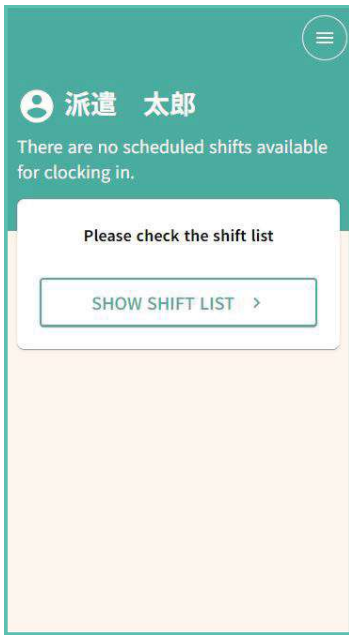 派遣　太郎
There are no scheduled shifts available
for clocking in.
Please check the shift list
SHOW SHIFT LIST